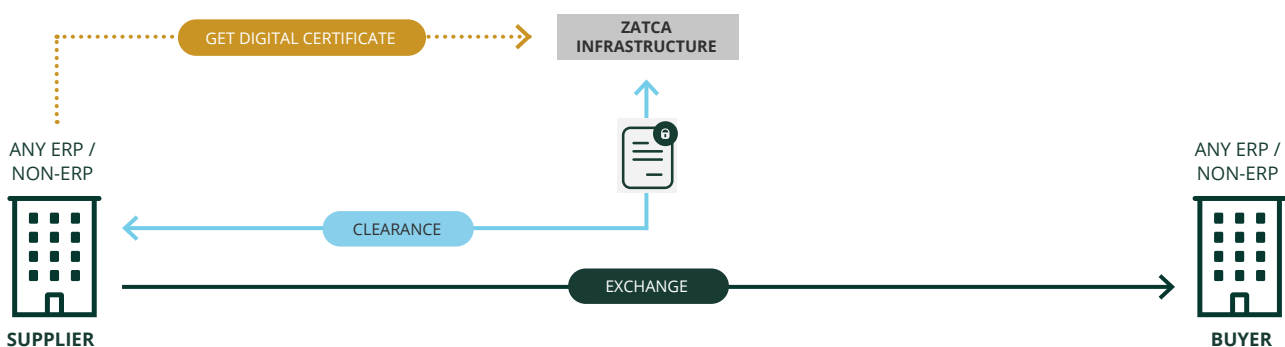 GET DIGITAL CERTIFICATE
ZATCA
INFRASTRUCTURE
ANY ERP /
NON-ERP
ANY ERP /
NON-ERP
CLEARANCE
EXCHANGE
SUPPLIER
BUYER